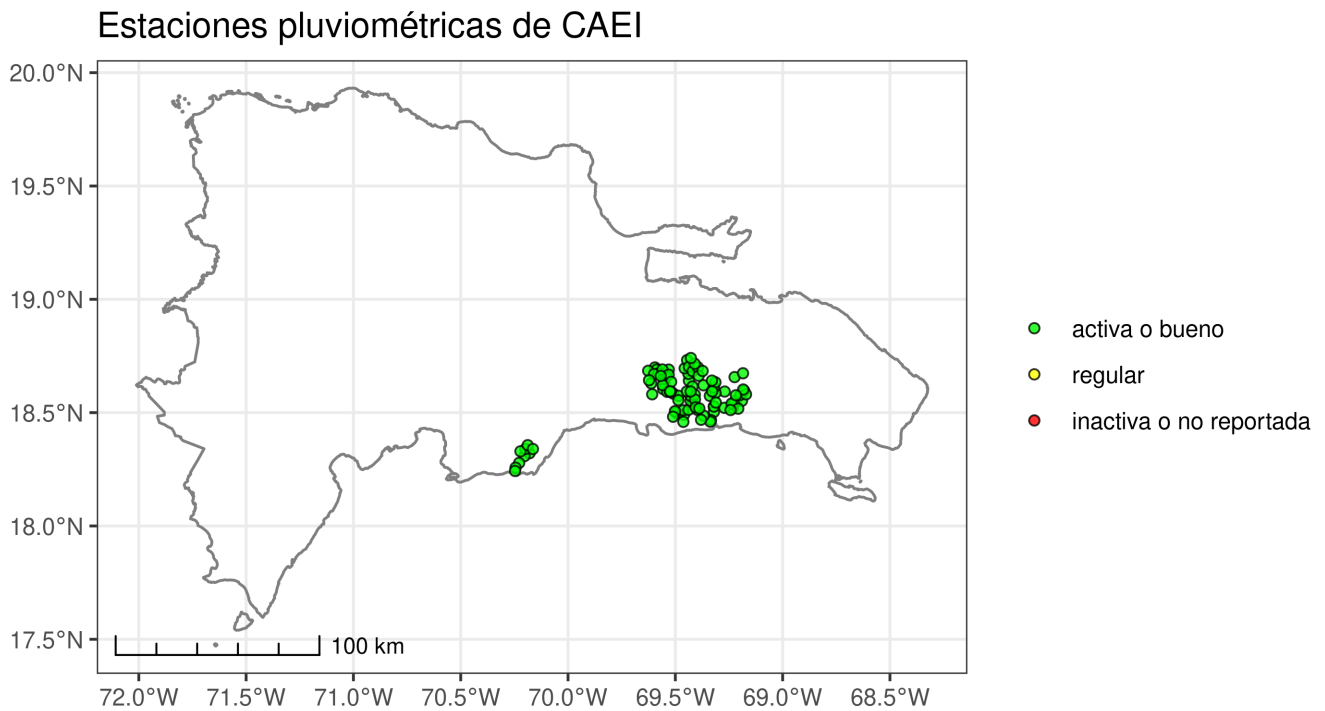 Estaciones pluviométricas de CAEI
20.0°N
19.5°N
19.0°N
18.5°N
18.0°N
17.5°N
100 km
72.0°W 71.5°W 71.0°W 70.5°W 70.0°W 69.5°W 69.0°W 68.5°W
activa o bueno
regular
inactiva o no reportada